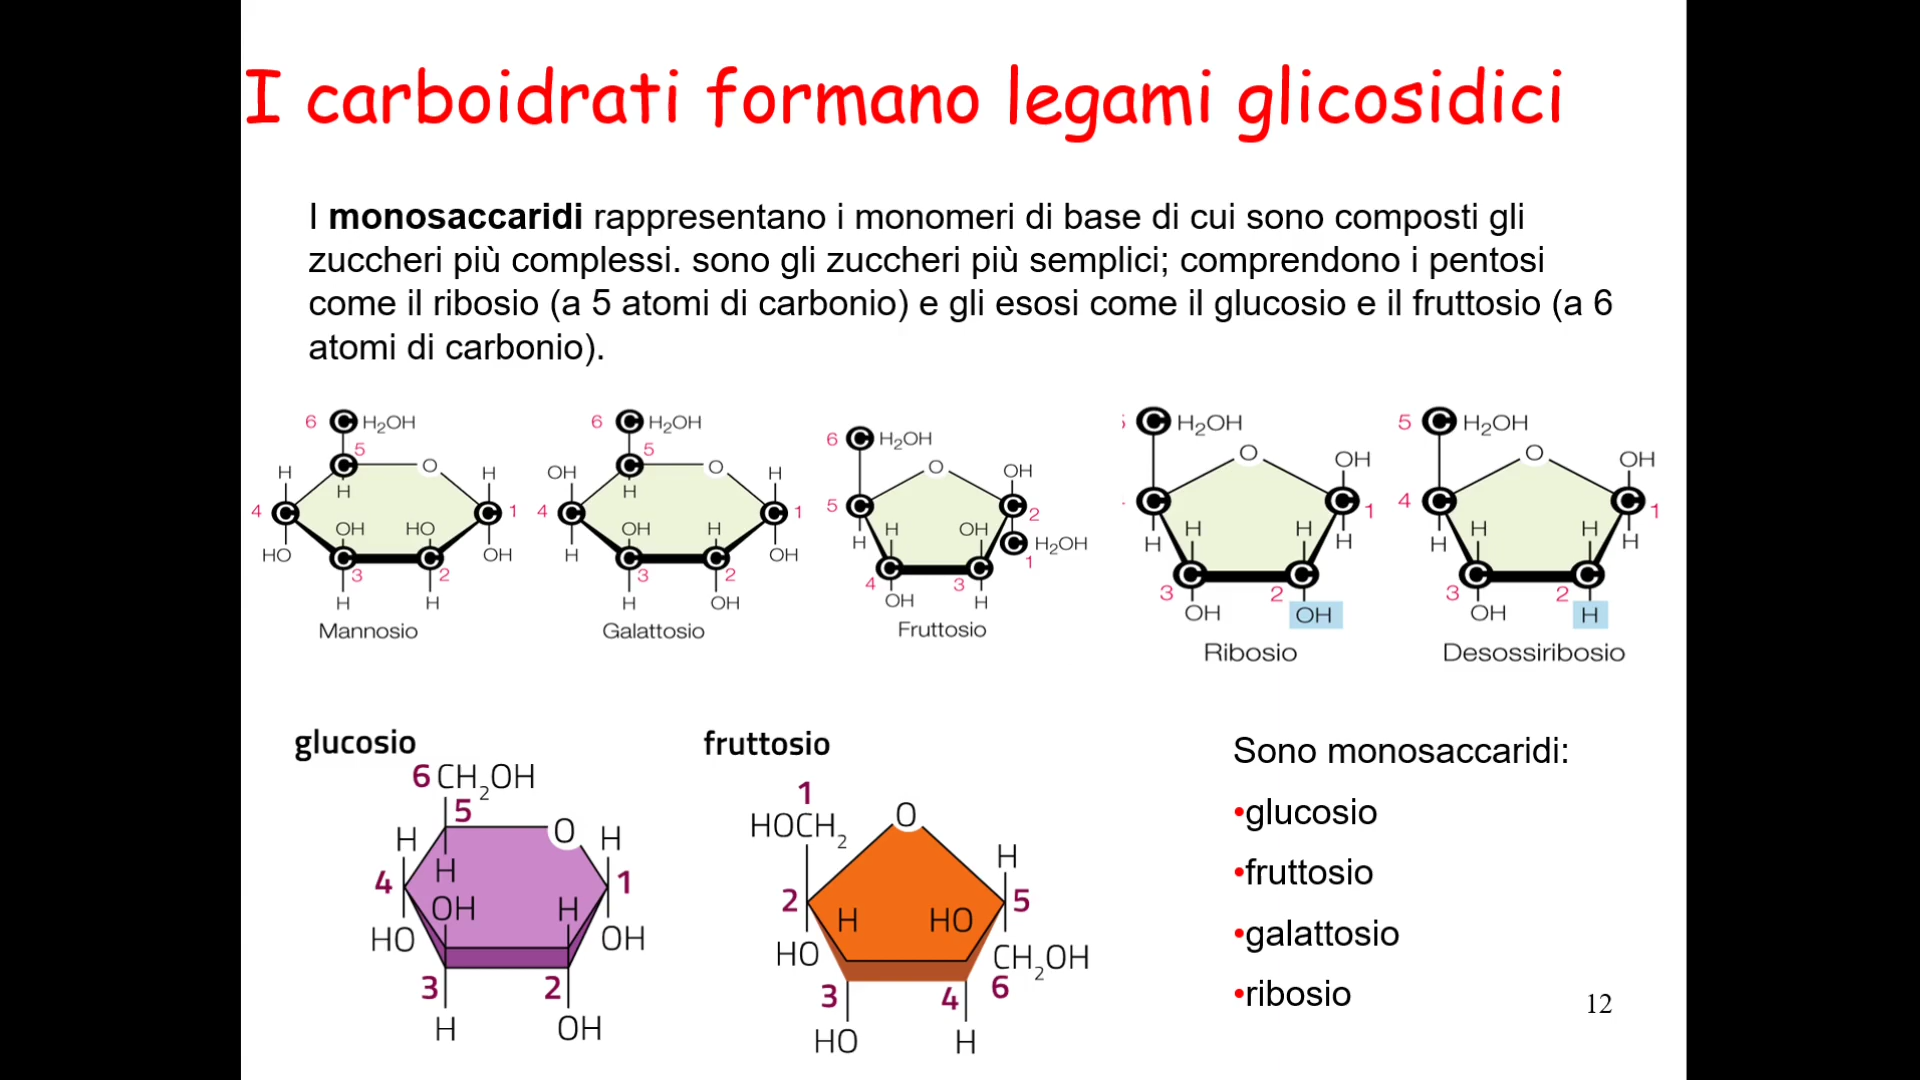 I carboidrati formano legami glicosidici
I monosaccaridi rappresentano i monomeri di base di cui sono composti gli
zuccheri più complessi. sono gli zuccheri più semplici; comprendono i pentosi
come il ribosio (a 5 atomi di carbonio) e gli esosi come il glucosio e il fruttosio (a 6
atomi di carbonio).
6 C H₂OH
5
H C O H
H
4 C C 1
OH HO
HO C C OH
3 2
H H
Mannosio
6 C H₂OH
5
OH C O H
H
4 C C 1
OH H
H C C OH
3 2
H OH
Galattosio
6 C H₂OH
O OH
5 C C 2
H OH
H C H₂OH
C C 1
4 3
OH H
Fruttosio
C H₂OH
O OH
C C 1
H H
H H
C C
3 2
OH OH
Ribosio
5 C H₂OH
O OH
4 C C 1
H H
H H
C C
3 2
OH H
Desossiribosio
glucosio
6 CH₂OH
5
H O H
H
4 1
OH H
HO OH
3 2
H OH
fruttosio
1
HOCH₂ O
H
2 5
H HO
HO CH₂OH
3 4 6
HO H
Sono monosaccaridi:
•glucosio
•fruttosio
•galattosio
•ribosio
12